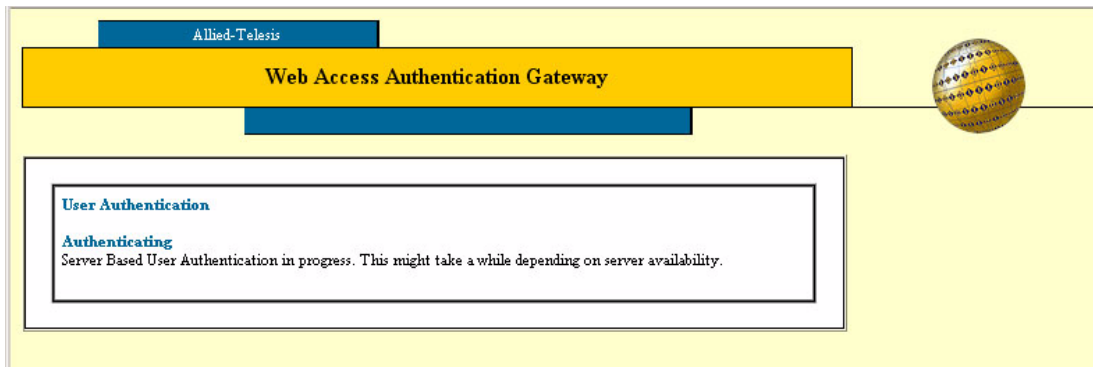 Allied-Telesis
Web Access Authentication Gateway
User Authentication
Authenticating
Server Based User Authentication in progress. This might take a while depending on server availability.